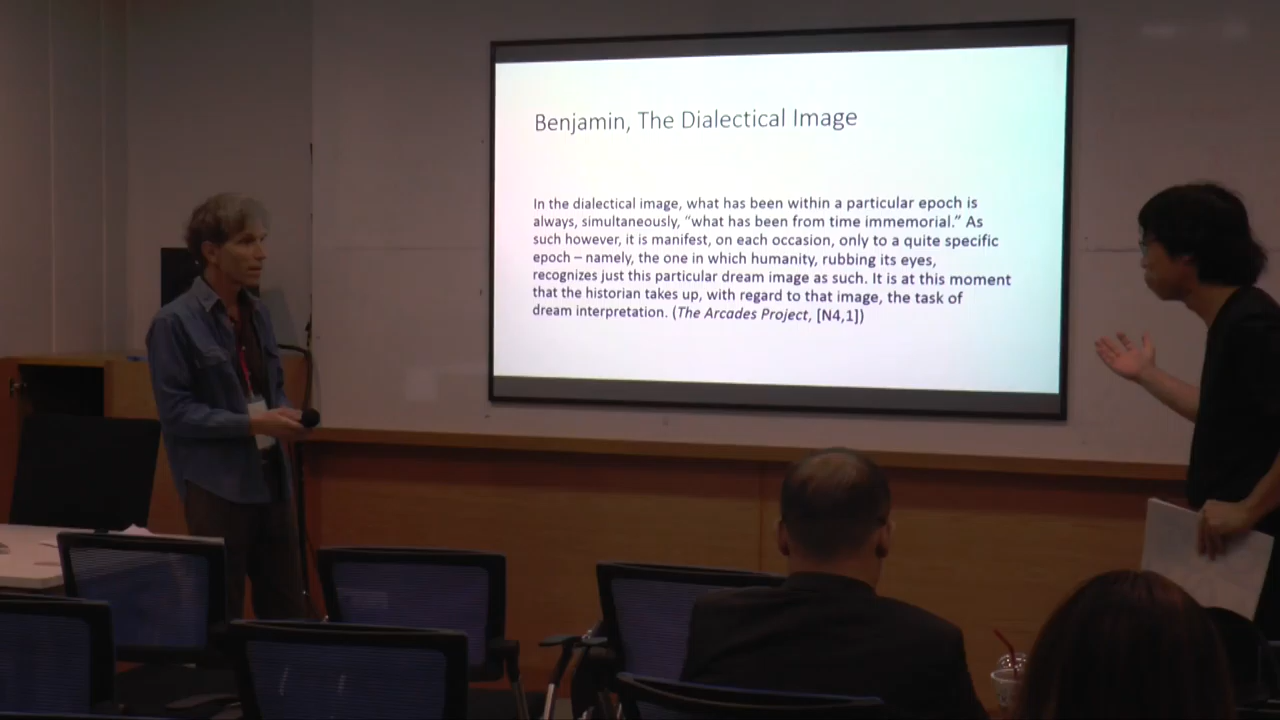 Benjamin, The Dialectical Image
In the dialectical image, what has been within a particular epoch is
always, simultaneously, “what has been from time immemorial.” As
such however, it is manifest, on each occasion, only to a quite specific
epoch – namely, the one in which humanity, rubbing its eyes,
recognizes just this particular dream image as such. It is at this moment
that the historian takes up, with regard to that image, the task of
dream interpretation. (The Arcades Project, [N4,1])